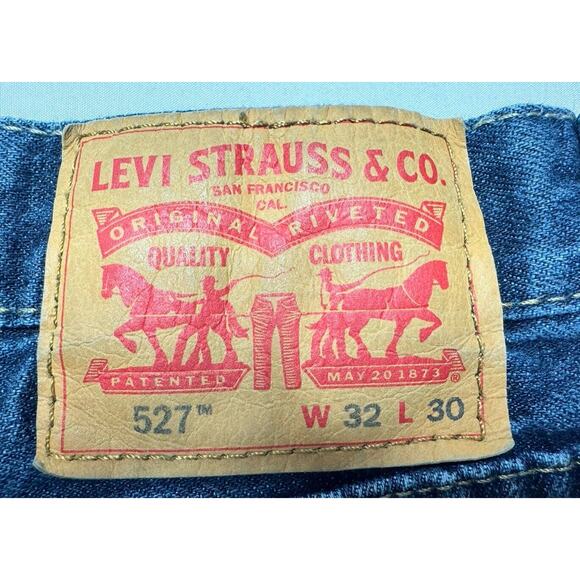 LEVI STRAUSS & CO.
SAN FRANCISCO
CAL.
ORIGINAL RIVETED
QUALITY CLOTHING
PATENTED MAY 20 1873 ®
527™ W 32 L 30